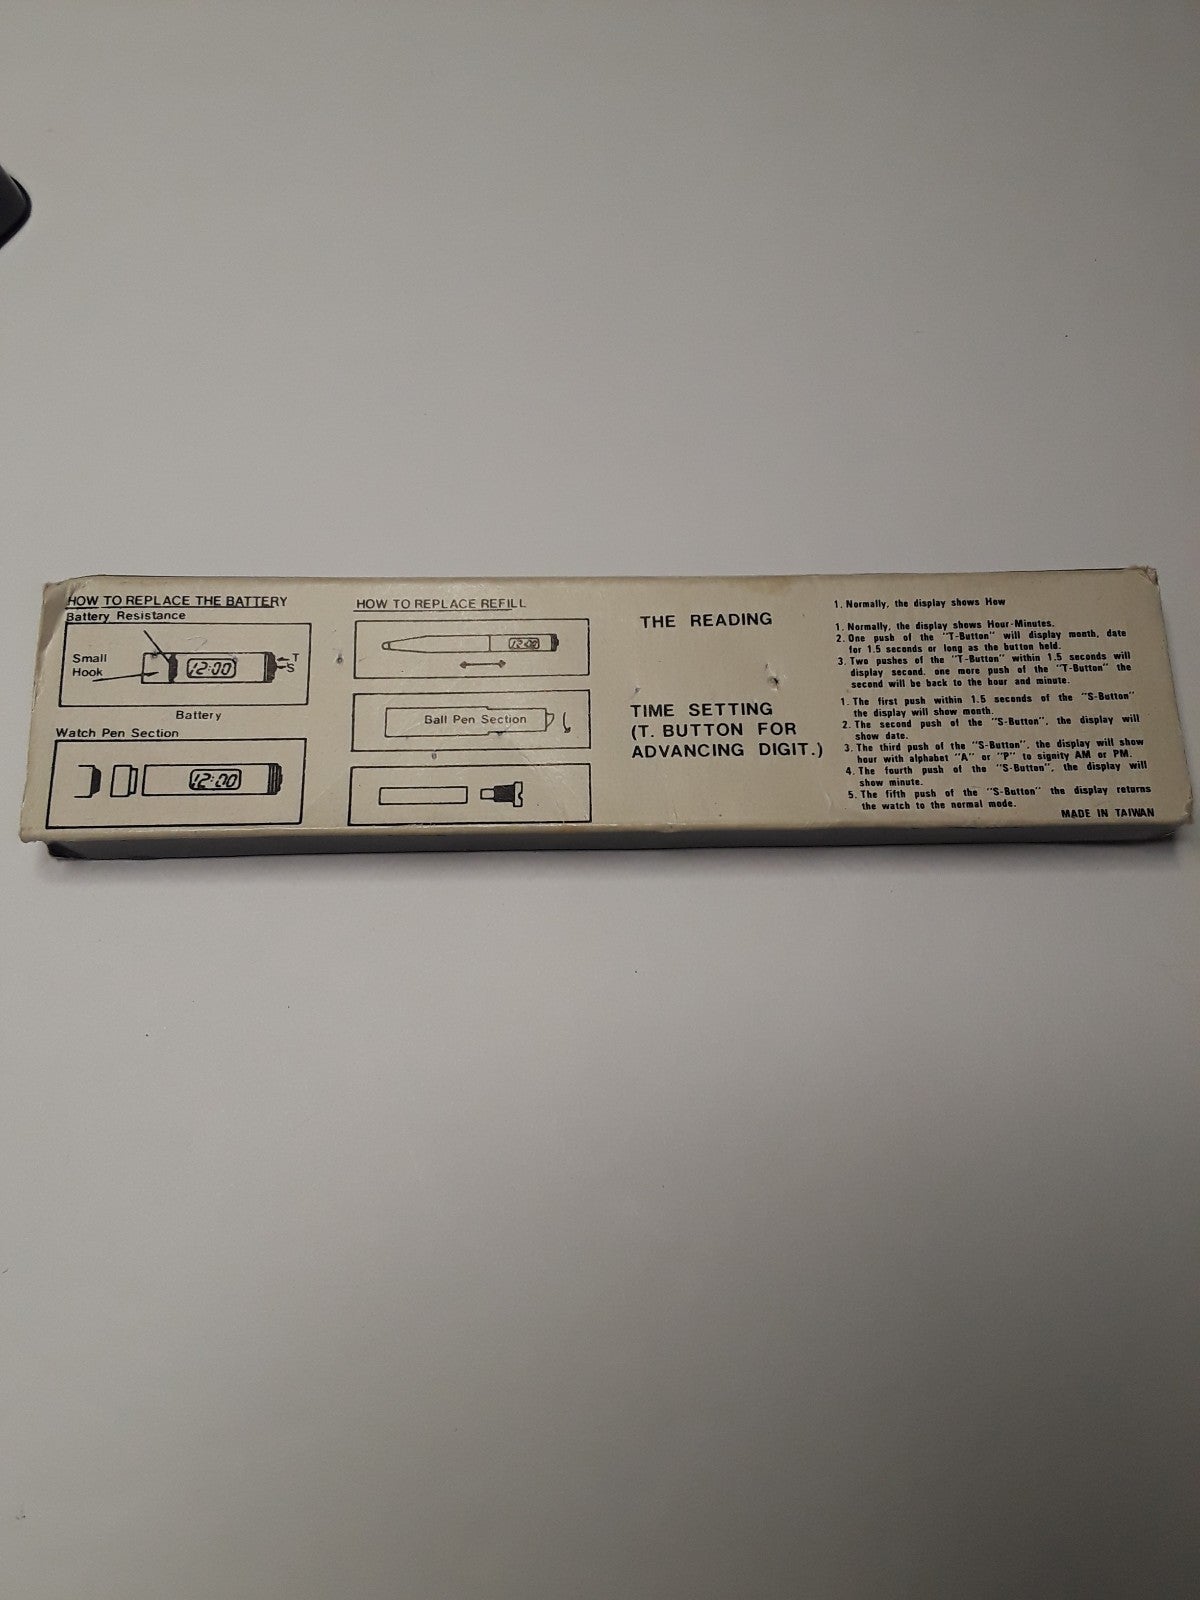 HOW TO REPLACE THE BATTERY
Battery Resistance
Small
Hook
12:00
T
S
Battery
Watch Pen Section
12:00
HOW TO REPLACE REFILL
12:00
Ball Pen Section
THE READING
TIME SETTING
(T. BUTTON FOR
ADVANCING DIGIT.)
1. Normally, the display shows How
1. Normally, the display shows Hour-Minutes.
2. One push of the "T-Button" will display month, date
for 1.5 seconds or long as the button held.
3. Two pushes of the "T-Button" within 1.5 seconds will
display second, one more push of the "T-Button" the
second will be back to the hour and minute.
1. The first push within 1.5 seconds of the "S-Button"
the display will show month.
2. The second push of the "S-Button", the display will
show date.
3. The third push of the "S-Button", the display will show
hour with alphabet "A" or "P" to signity AM or PM.
4. The fourth push of the "S-Button", the display will
show minute.
5. The fifth push of the "S-Button" the display returns
the watch to the normal mode.
MADE IN TAIWAN